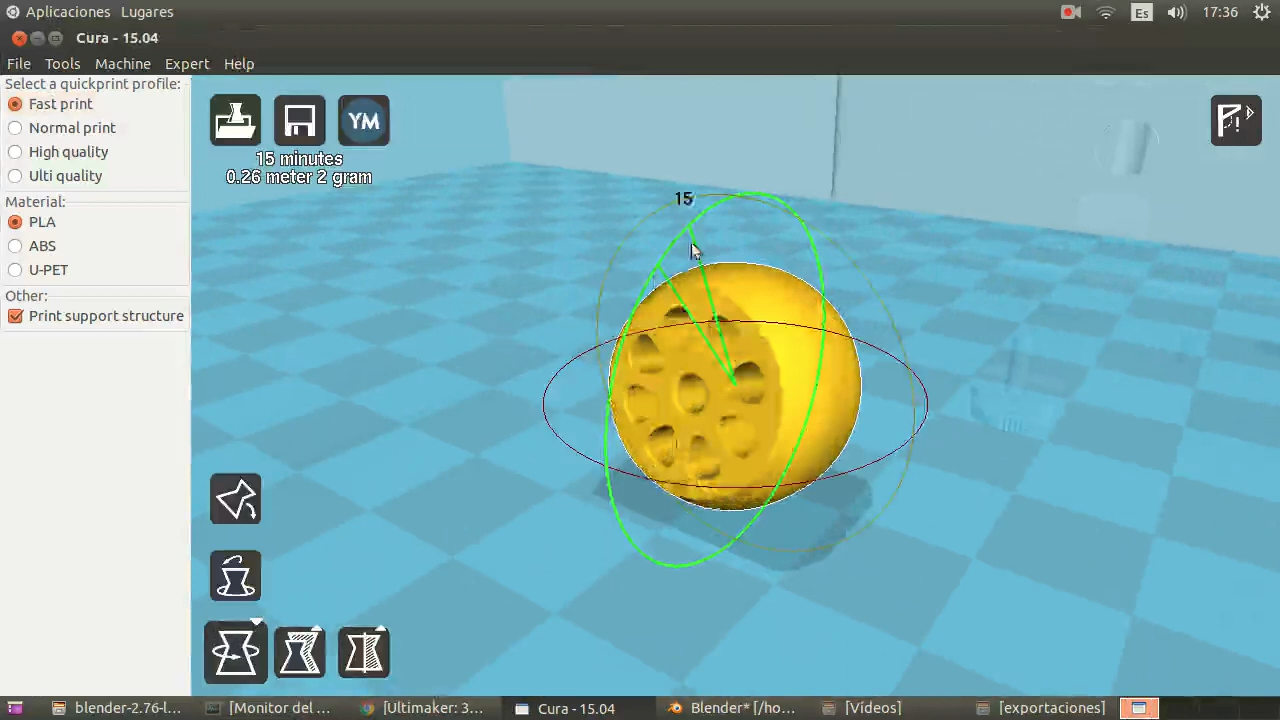 Aplicaciones Lugares
Es 17:36
Cura - 15.04
File Tools Machine Expert Help
Select a quickprint profile:
Fast print
Normal print
High quality
Ulti quality
Material:
PLA
ABS
U-PET
Other:
Print support structure
YM
15 minutes
0.26 meter 2 gram
15
blender-2.76-l... [Monitor del ... [Ultimaker: 3... Cura - 15.04 Blender* [/ho... [Vídeos] [exportaciones]